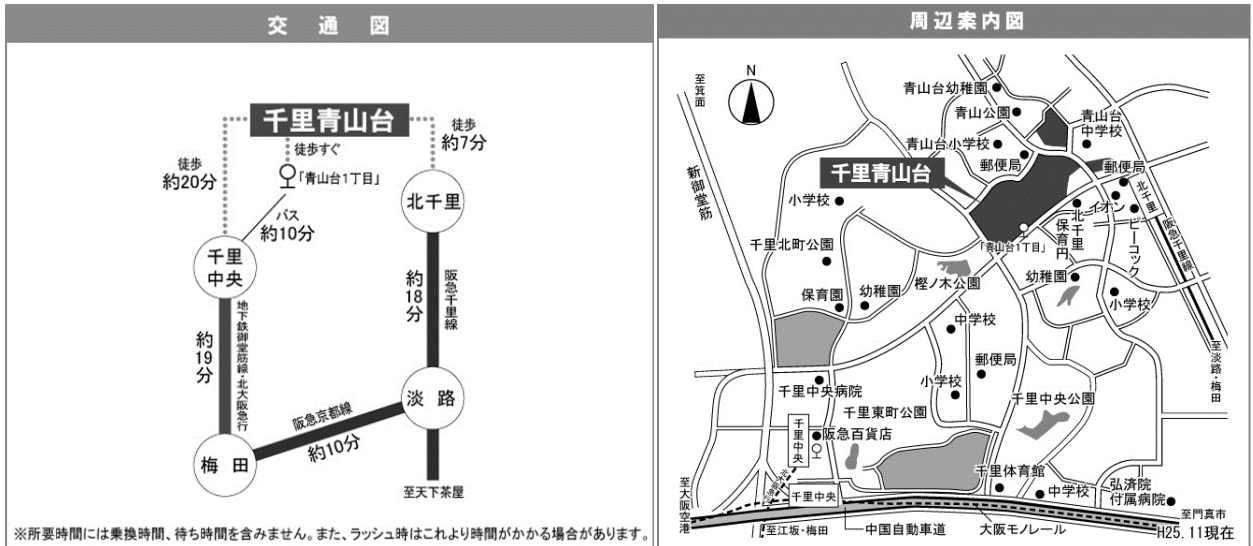 交通図
千里青山台
徒歩
約20分
徒歩すぐ
「青山台1丁目」
徒歩
約7分
バス
約10分
千里
中央
北千里
約19分
地下鉄御堂筋線・北大阪急行
約18分
阪急千里線
淡路
阪急京都線
約10分
梅田
至天下茶屋
※所要時間には乗換時間、待ち時間を含みません。また、ラッシュ時はこれより時間がかかる場合があります。
周辺案内図
至箕面
N
青山台幼稚園
青山公園
青山台
中学校
青山台小学校
郵便局
千里青山台
郵便局
北千里
新御堂筋
小学校
イオン
ピーコック
阪急千里線
北千里
保育園
「青山台1丁目」
千里北町公園
樫ノ木公園
幼稚園
保育園
幼稚園
小学校
中学校
至淡路・梅田
郵便局
千里中央病院
小学校
千里中央公園
千里東町公園
千里中央
阪急百貨店
千里体育館
中学校
弘済院
付属病院
至大阪空港
千里中央
至江坂・梅田
中国自動車道
大阪モノレール
至門真市
H25.11現在